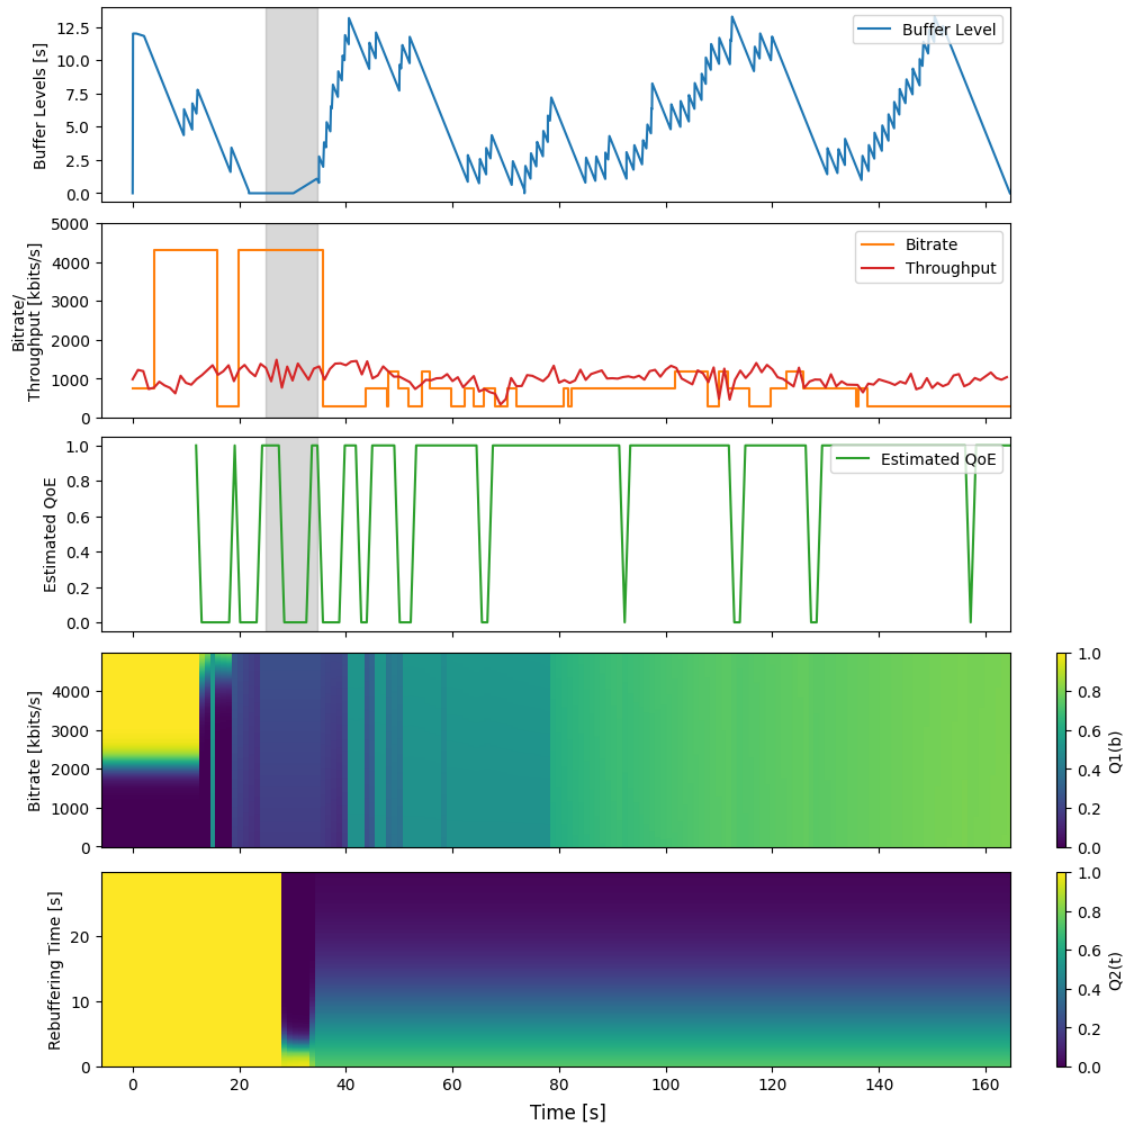 Buffer Levels [s]
12.5
10.0
7.5
5.0
2.5
0.0
Buffer Level
Bitrate/
Throughput [kbits/s]
5000
4000
3000
2000
1000
0
Bitrate
Throughput
Estimated QoE
1.0
0.8
0.6
0.4
0.2
0.0
Estimated QoE
Bitrate [kbits/s]
4000
3000
2000
1000
0
1.0
0.8
0.6
0.4
0.2
0.0
Q1(b)
Rebuffering Time [s]
20
10
0
1.0
0.8
0.6
0.4
0.2
0.0
Q2(t)
0 20 40 60 80 100 120 140 160
Time [s]